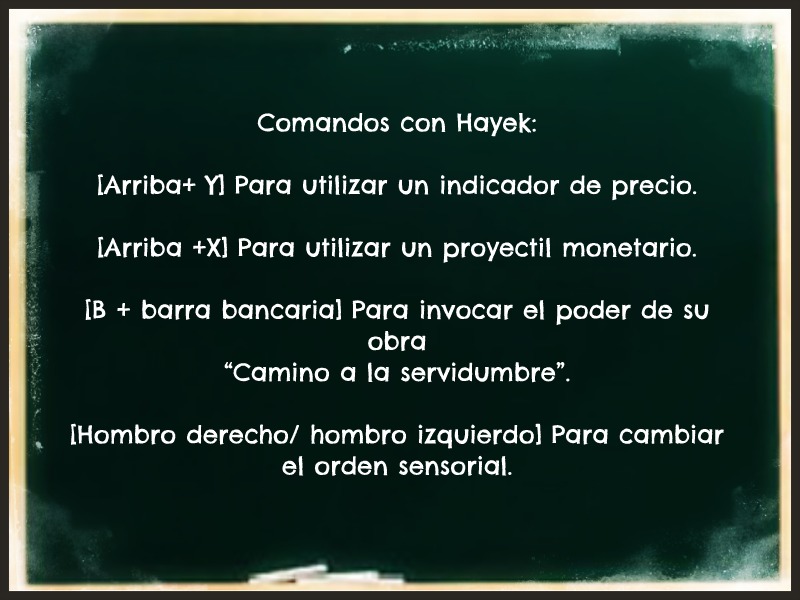 Comandos con Hayek:
[Arriba+ Y] Para utilizar un indicador de precio.
[Arriba +X] Para utilizar un proyectil monetario.
[B + barra bancaria] Para invocar el poder de su
obra
“Camino a la servidumbre”.
[Hombro derecho/ hombro izquierdo] Para cambiar
el orden sensorial.